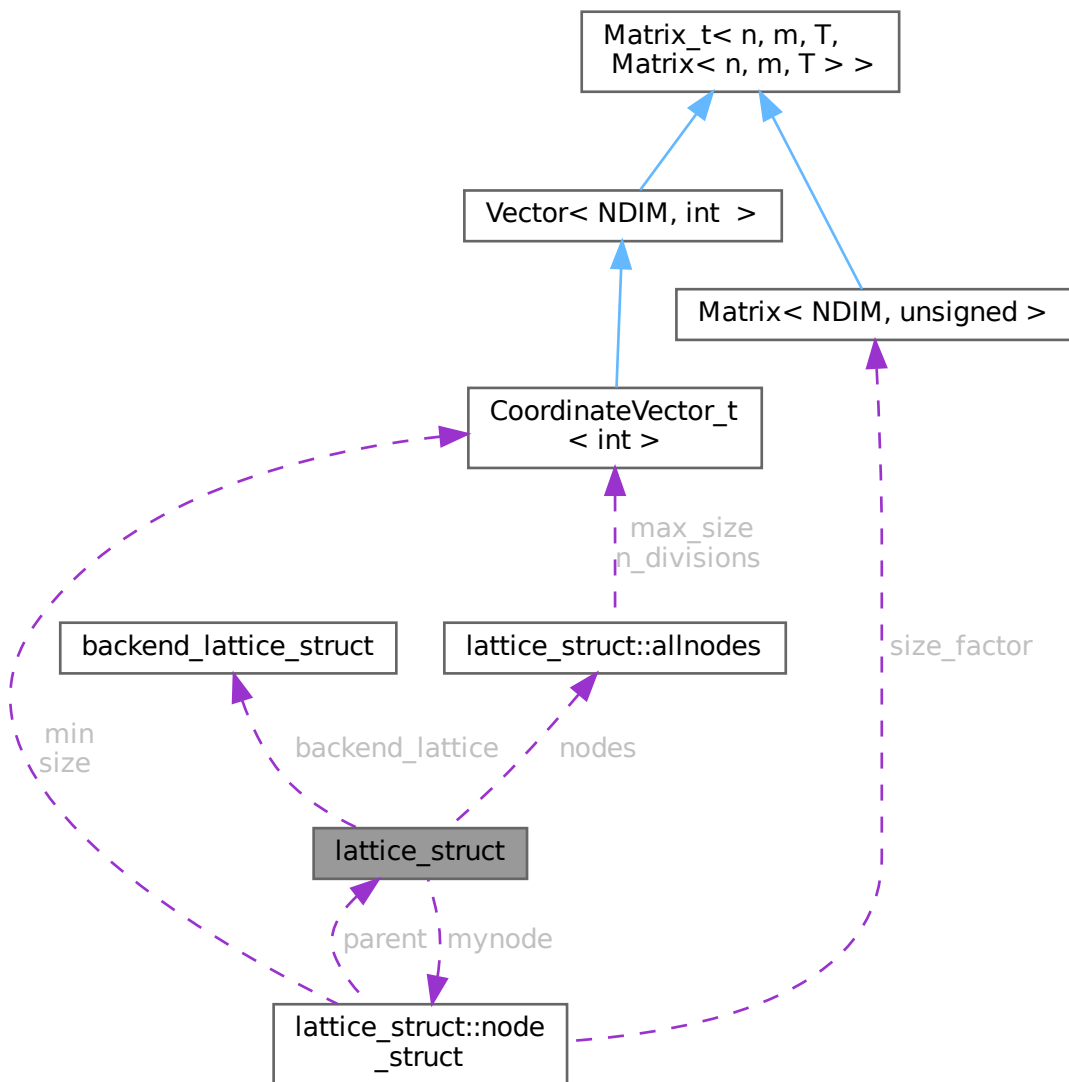 Matrix_t< n, m, T,
Matrix< n, m, T > >
Vector< NDIM, int  >
Matrix< NDIM, unsigned >
CoordinateVector_t
< int >
max_size
n_divisions
backend_lattice_struct
lattice_struct::allnodes
size_factor
min
size
backend_lattice
nodes
lattice_struct
parent
mynode
lattice_struct::node
_struct